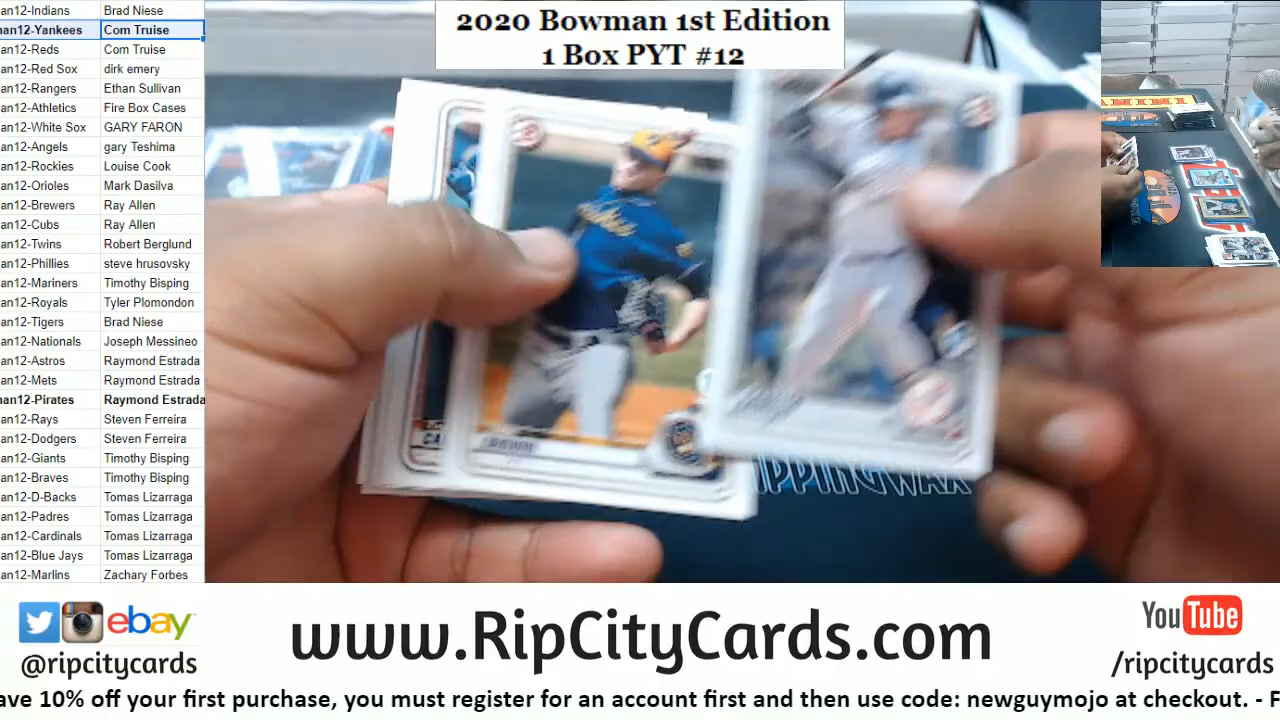 2020 Bowman 1st Edition
1 Box PYT #12
an12-Indians Brad Niese
nan12-Yankees Com Truise
an12-Reds Com Truise
an12-Red Sox dirk emery
an12-Rangers Ethan Sullivan
an12-Athletics Fire Box Cases
an12-White Sox GARY FARON
an12-Angels gary Teshima
an12-Rockies Louise Cook
an12-Orioles Mark Dasilva
an12-Brewers Ray Allen
an12-Cubs Ray Allen
an12-Twins Robert Berglund
an12-Phillies steve hrusovsky
an12-Mariners Timothy Bisping
an12-Royals Tyler Plomondon
an12-Tigers Brad Niese
an12-Nationals Joseph Messineo
an12-Astros Raymond Estrada
an12-Mets Raymond Estrada
nan12-Pirates Raymond Estrada
an12-Rays Steven Ferreira
an12-Dodgers Steven Ferreira
an12-Giants Timothy Bisping
an12-Braves Timothy Bisping
an12-D-Backs Tomas Lizarraga
an12-Padres Tomas Lizarraga
an12-Cardinals Tomas Lizarraga
an12-Blue Jays Tomas Lizarraga
an12-Marlins Zachary Forbes
PANINI
IPPINGWAX
ebay
@ripcitycards
www.RipCityCards.com
YouTube
/ripcitycards
ave 10% off your first purchase, you must register for an account first and then use code: newguymojo at checkout. - F